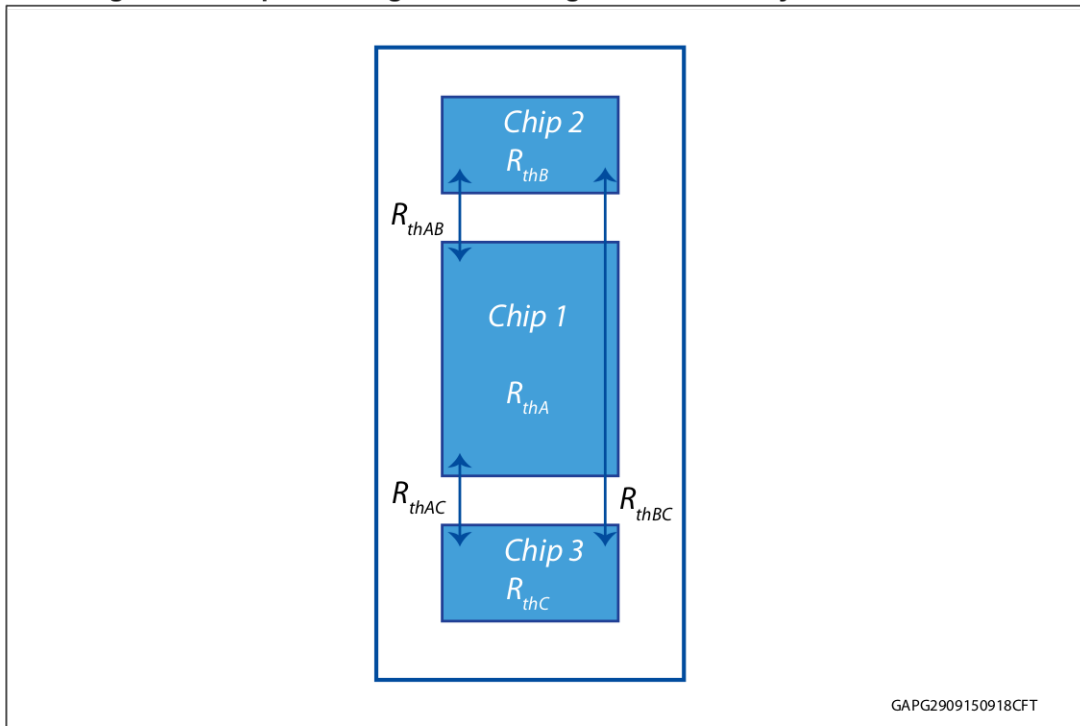 Chip 2
RthB
RthAB
Chip 1
RthA
RthAC
RthBC
Chip 3
RthC
GAPG2909150918CFT